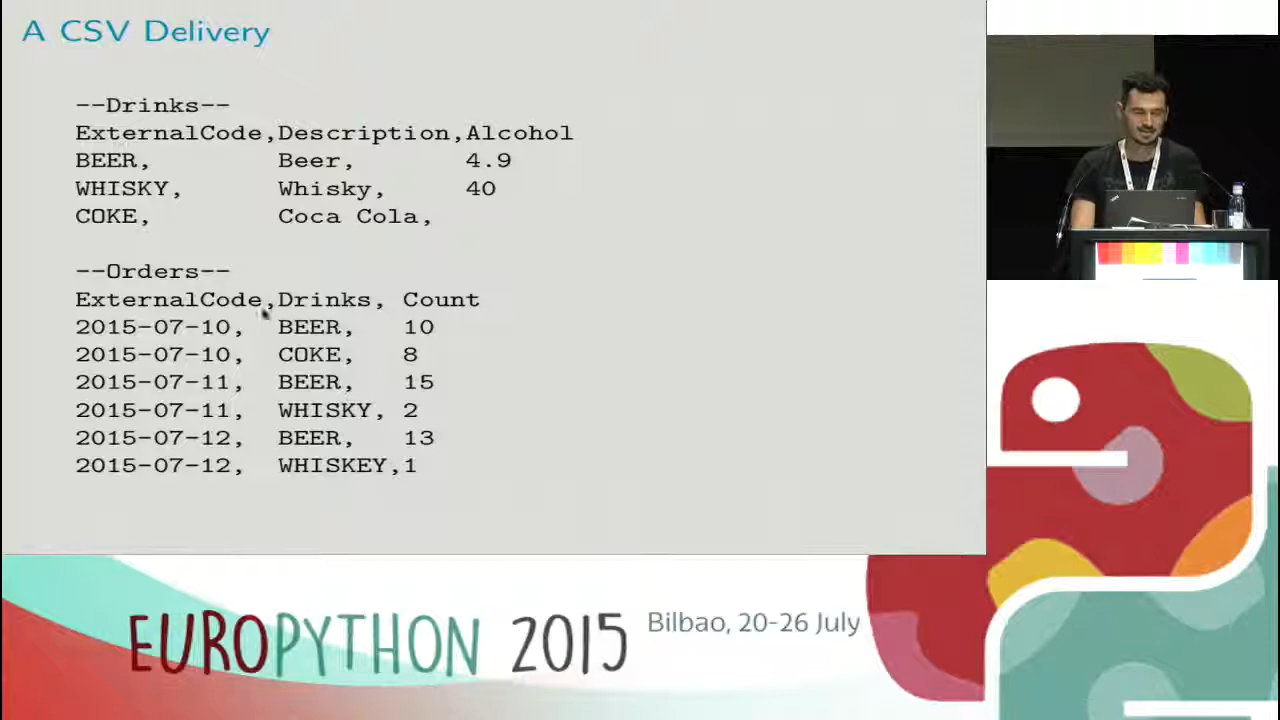 A CSV Delivery
--Drinks--
ExternalCode,Description,Alcohol
BEER, Beer, 4.9
WHISKY, Whisky, 40
COKE, Coca Cola,
--Orders--
ExternalCode,Drinks, Count
2015-07-10, BEER, 10
2015-07-10, COKE, 8
2015-07-11, BEER, 15
2015-07-11, WHISKY, 2
2015-07-12, BEER, 13
2015-07-12, WHISKEY,1
EUROPYTHON 2015
Bilbao, 20-26 July